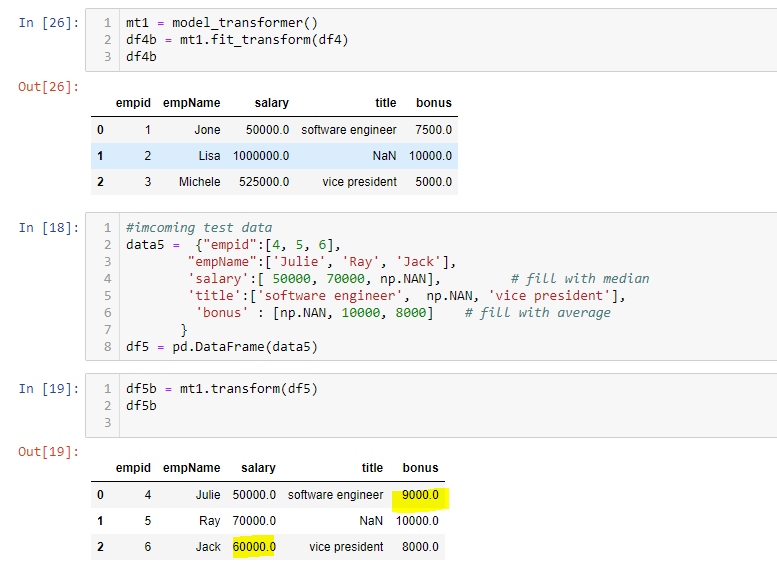 In [26]:
1 mt1 = model_transformer()
2 df4b = mt1.fit_transform(df4)
3 df4b
Out[26]:
empid empName salary title bonus
0 1 Jone 50000.0 software engineer 7500.0
1 2 Lisa 1000000.0 NaN 10000.0
2 3 Michele 525000.0 vice president 5000.0
In [18]:
1 #imcoming test data
2 data5 = {"empid":[4, 5, 6],
3 "empName":['Julie', 'Ray', 'Jack'],
4 'salary':[ 50000, 70000, np.NAN], # fill with median
5 'title':['software engineer', np.NAN, 'vice president'],
6 'bonus' : [np.NAN, 10000, 8000] # fill with average
7 }
8 df5 = pd.DataFrame(data5)
In [19]:
1 df5b = mt1.transform(df5)
2 df5b
3
Out[19]:
empid empName salary title bonus
0 4 Julie 50000.0 software engineer 9000.0
1 5 Ray 70000.0 NaN 10000.0
2 6 Jack 60000.0 vice president 8000.0